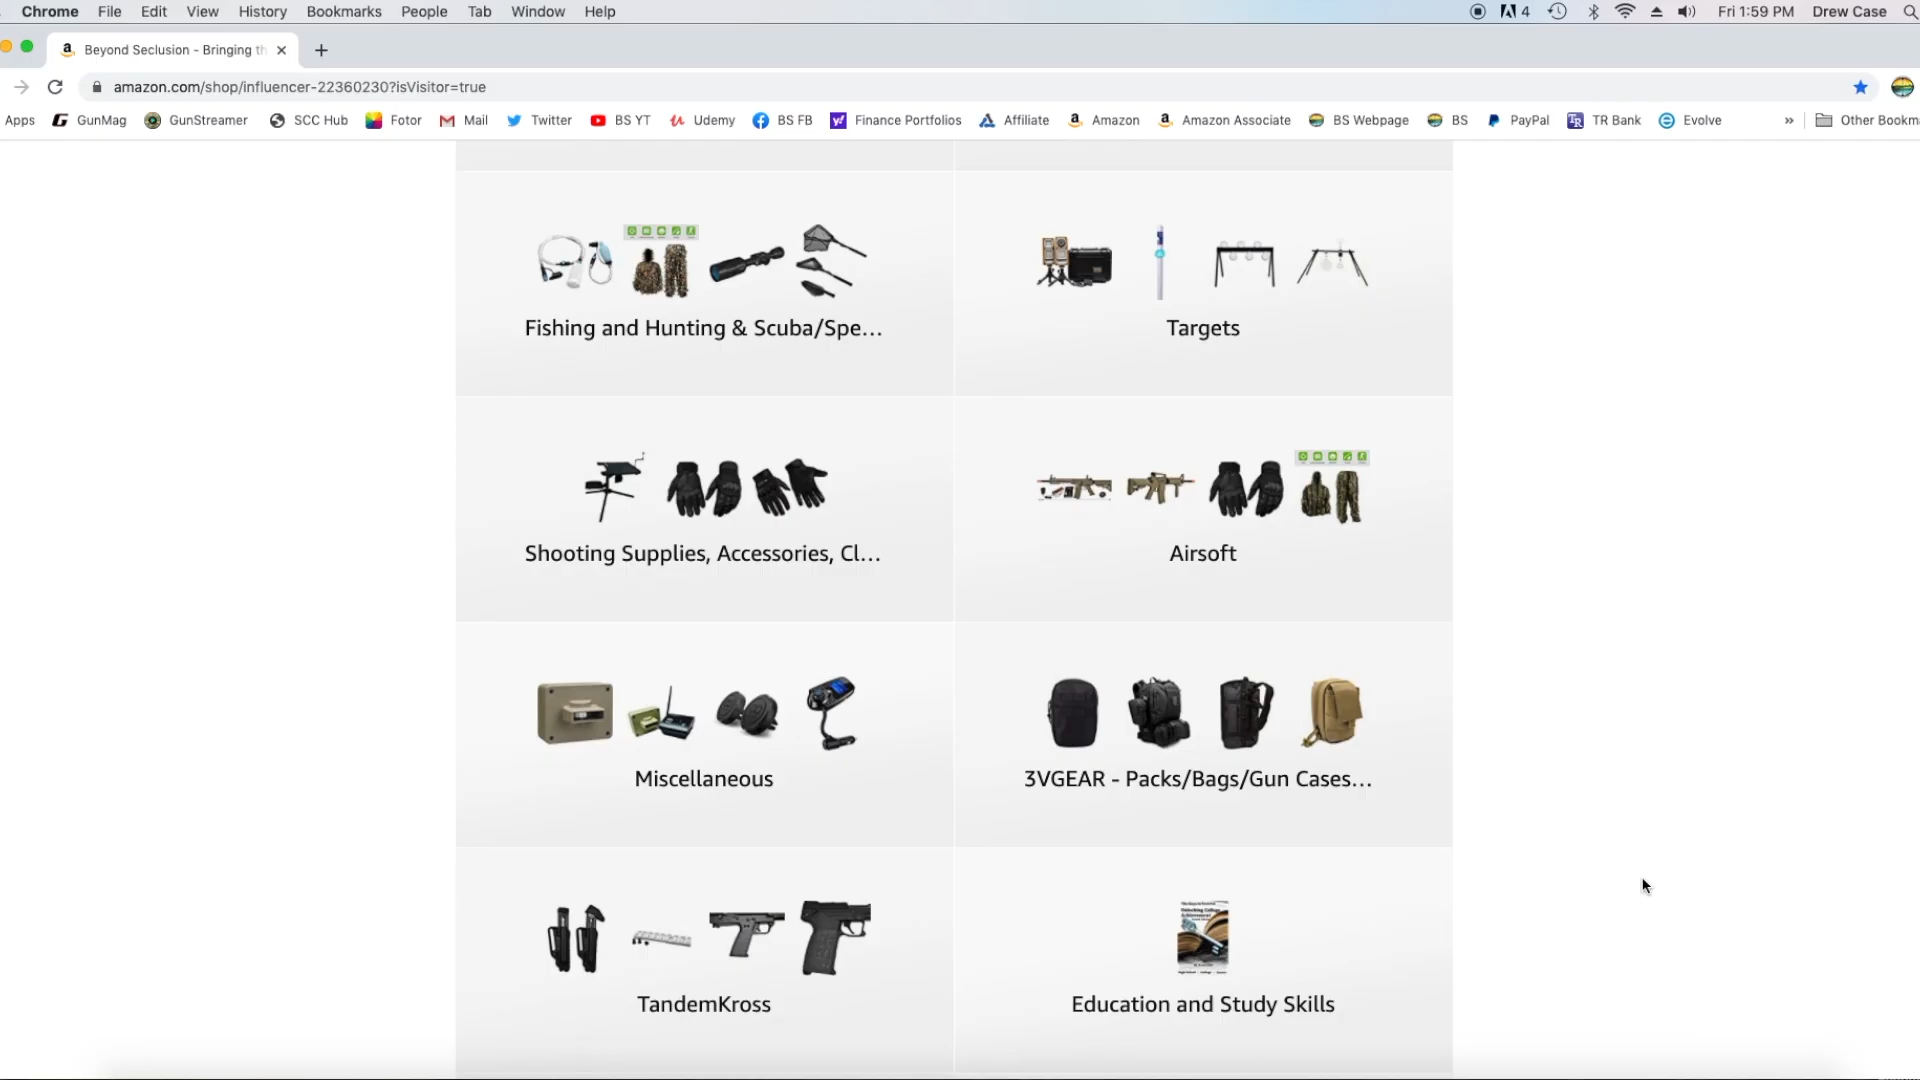 Chrome File Edit View History Bookmarks People Tab Window Help 4 Fri 1:59 PM Drew Case
Beyond Seclusion - Bringing th
amazon.com/shop/influencer-22360230?isVisitor=true
Apps GunMag GunStreamer SCC Hub Fotor Mail Twitter BS YT Udemy BS FB Finance Portfolios Affiliate Amazon Amazon Associate BS Webpage BS PayPal TR Bank Evolve » Other Bookma
Fishing and Hunting & Scuba/Spe... Targets
Shooting Supplies, Accessories, Cl... Airsoft
Miscellaneous 3VGEAR - Packs/Bags/Gun Cases...
TandemKross Education and Study Skills